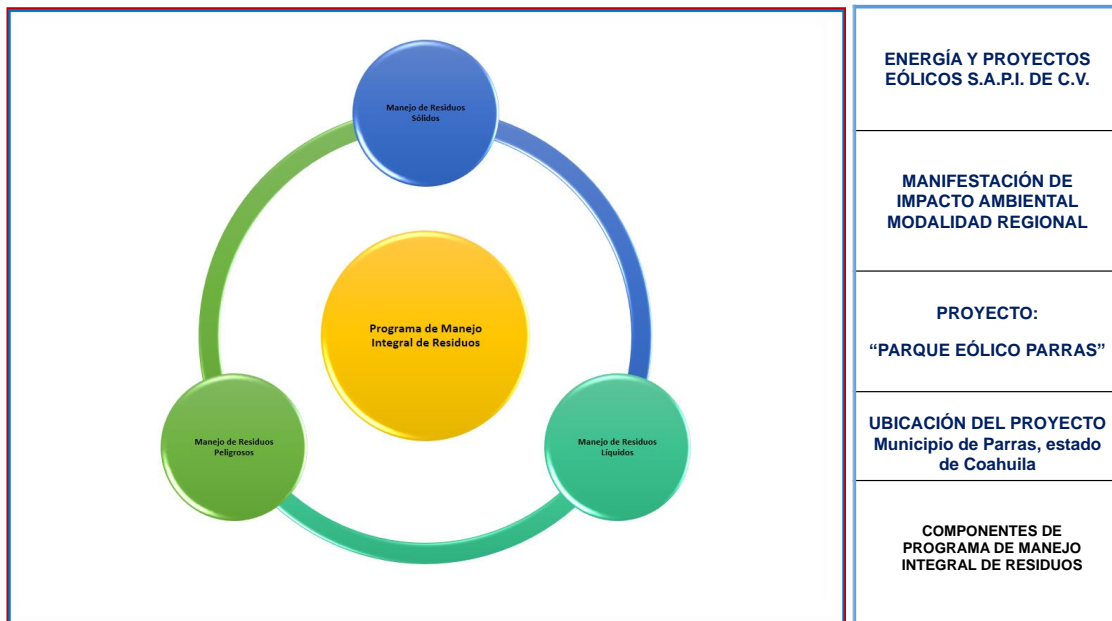 Manejo de Residuos
Sólidos
Programa de Manejo
Integral de Residuos
Manejo de Residuos
Peligrosos
Manejo de Residuos
Líquidos
ENERGÍA Y PROYECTOS
EÓLICOS S.A.P.I. DE C.V.
MANIFESTACIÓN DE
IMPACTO AMBIENTAL
MODALIDAD REGIONAL
PROYECTO:
“PARQUE EÓLICO PARRAS”
UBICACIÓN DEL PROYECTO
Municipio de Parras, estado
de Coahuila
COMPONENTES DE
PROGRAMA DE MANEJO
INTEGRAL DE RESIDUOS